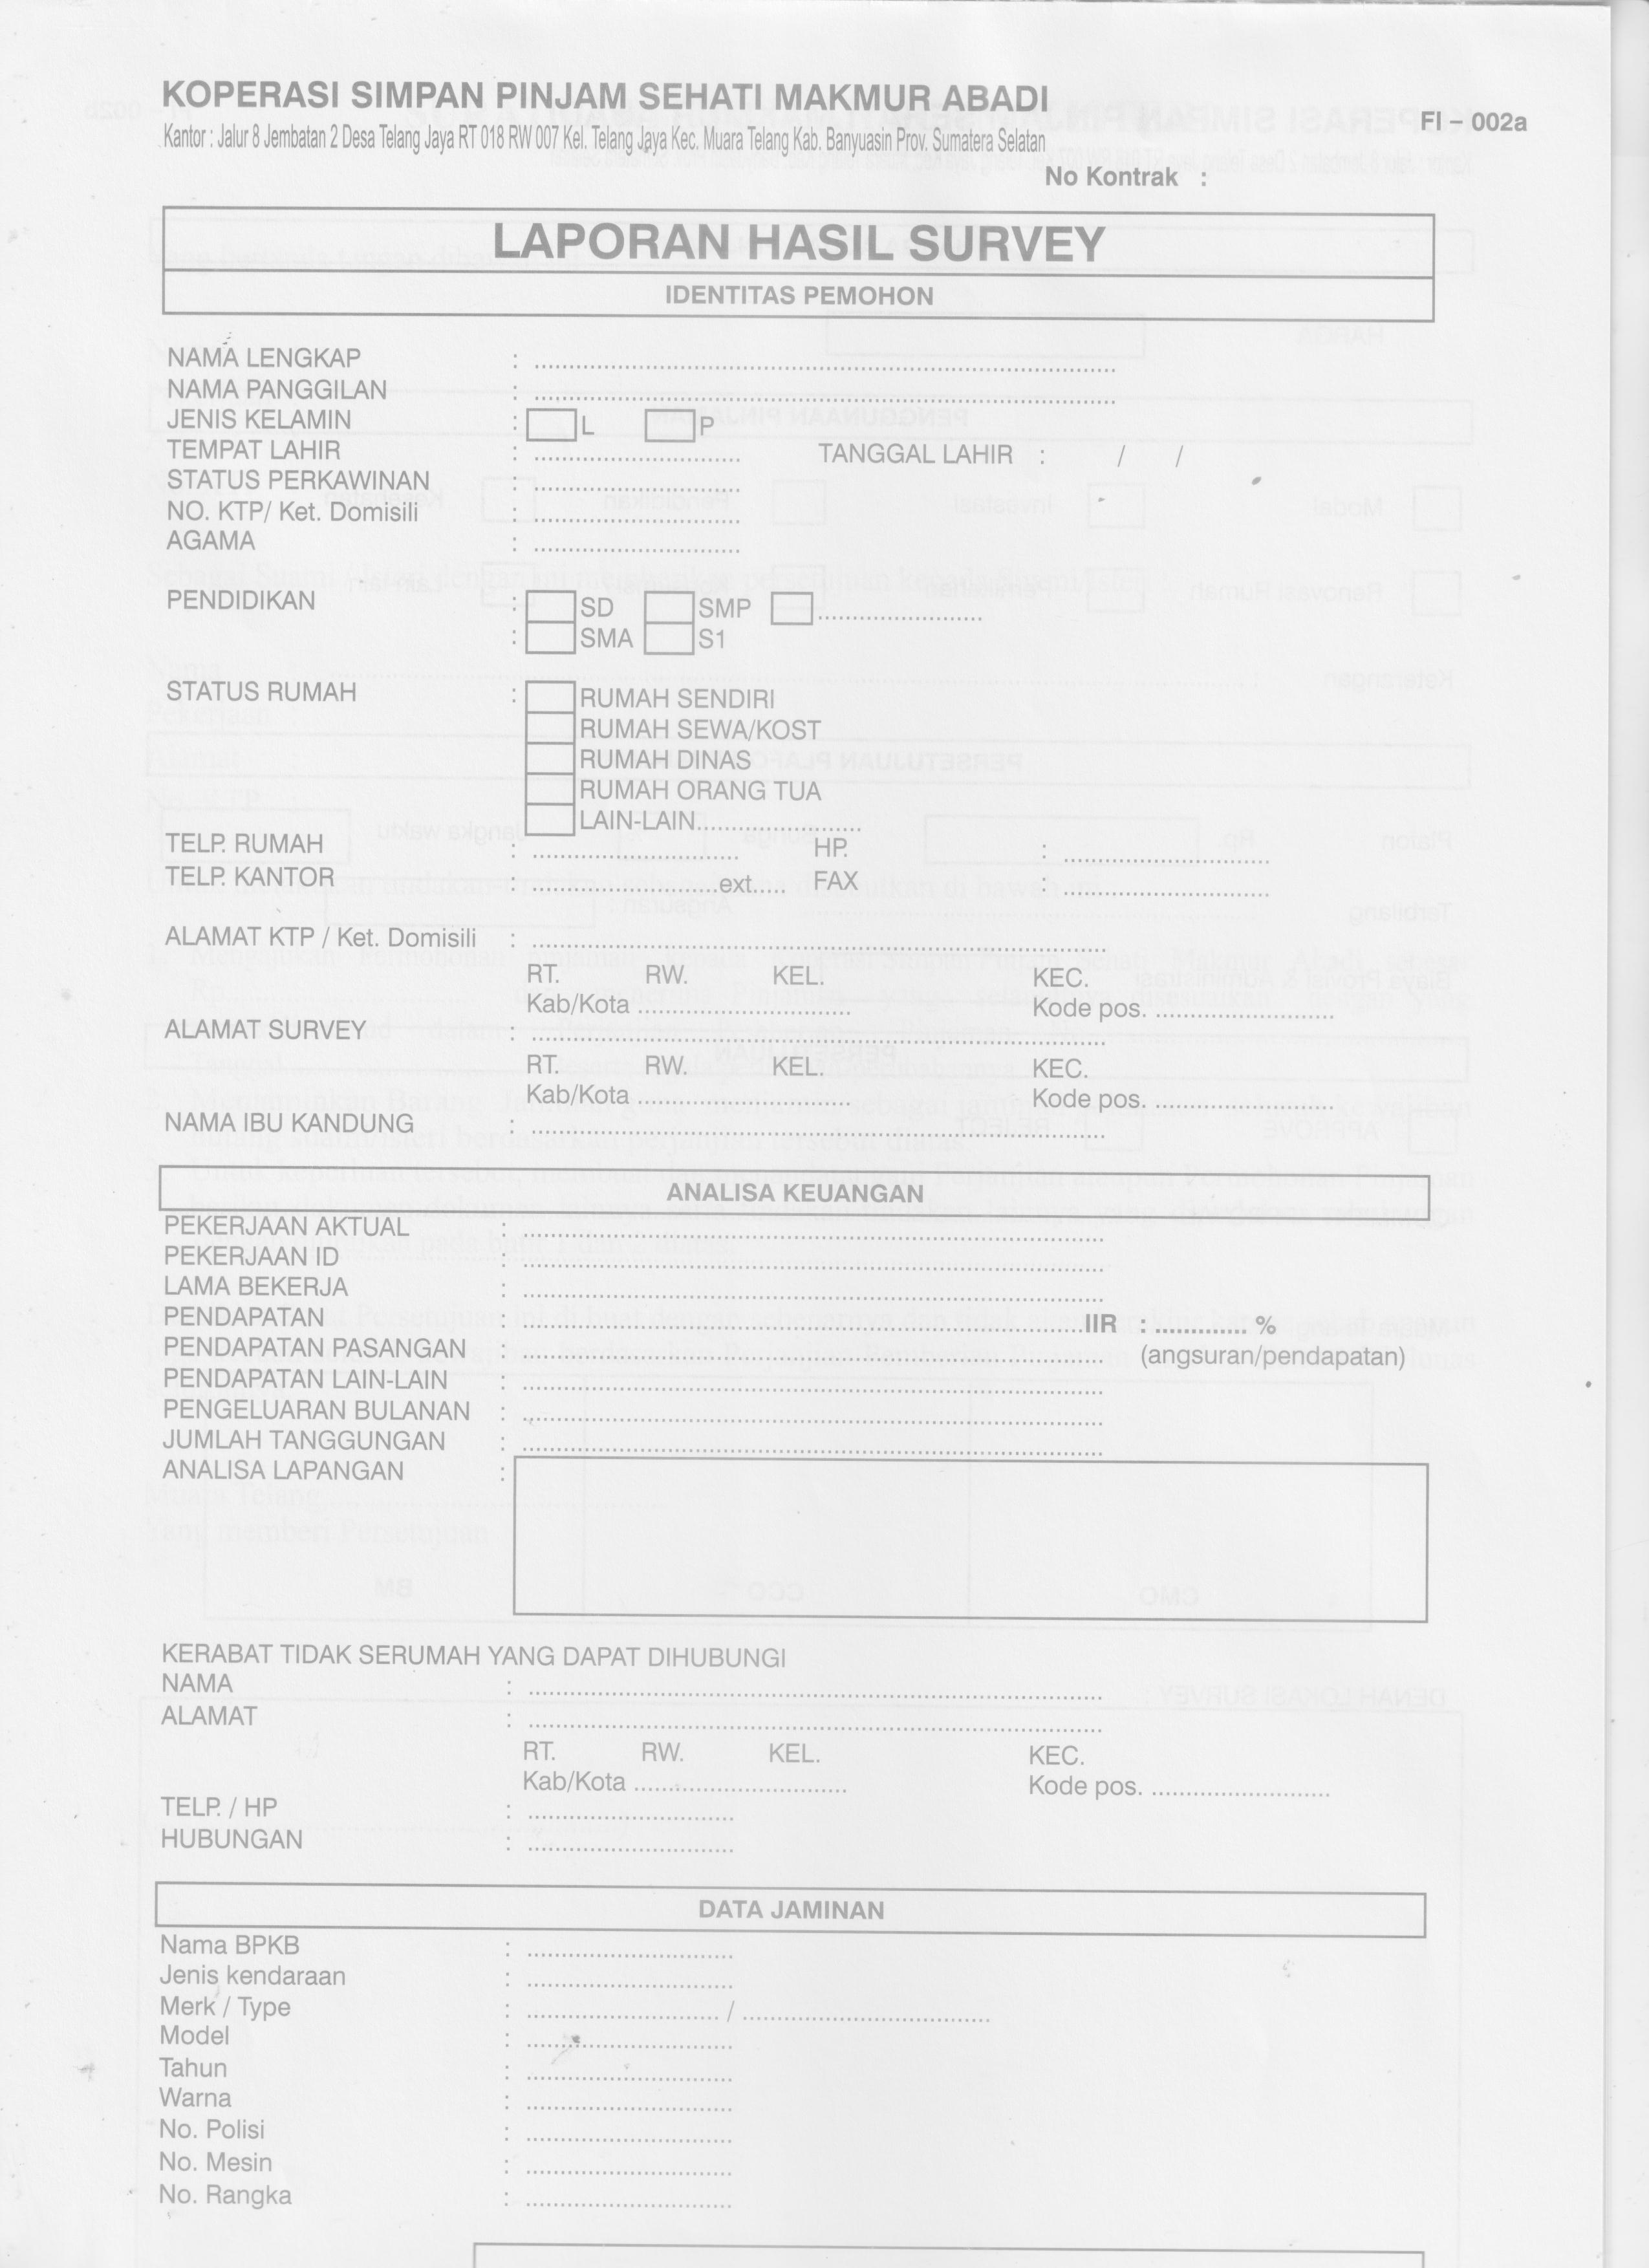 KOPERASI SIMPAN PINJAM SEHATI MAKMUR ABADI
FI – 002a
Kantor : Jalur 8 Jembatan 2 Desa Telang Jaya RT 018 RW 007 Kel. Telang Jaya Kec. Muara Telang Kab. Banyuasin Prov. Sumatera Selatan
No Kontrak :
LAPORAN HASIL SURVEY
IDENTITAS PEMOHON
NAMA LENGKAP : ....................
NAMA PANGGILAN : ....................
JENIS KELAMIN : L P
TEMPAT LAHIR : .................... TANGGAL LAHIR : / /
STATUS PERKAWINAN : ....................
NO. KTP/ Ket. Domisili : ....................
AGAMA : ....................
PENDIDIKAN : SD SMP ....................
: SMA S1
STATUS RUMAH : RUMAH SENDIRI
RUMAH SEWA/KOST
RUMAH DINAS
RUMAH ORANG TUA
LAIN-LAIN....................
TELP. RUMAH : .................... HP. : ....................
TELP. KANTOR : ....................ext..... FAX : ....................
ALAMAT KTP / Ket. Domisili : ....................
RT. RW. KEL. KEC.
Kab/Kota .................... Kode pos. ....................
ALAMAT SURVEY : ....................
RT. RW. KEL. KEC.
Kab/Kota .................... Kode pos. ....................
NAMA IBU KANDUNG : ....................
ANALISA KEUANGAN
PEKERJAAN AKTUAL : ....................
PEKERJAAN ID : ....................
LAMA BEKERJA : ....................
PENDAPATAN : ....................IIR : ............. %
PENDAPATAN PASANGAN : .................... (angsuran/pendapatan)
PENDAPATAN LAIN-LAIN : ....................
PENGELUARAN BULANAN : ....................
JUMLAH TANGGUNGAN : ....................
ANALISA LAPANGAN :
KERABAT TIDAK SERUMAH YANG DAPAT DIHUBUNGI
NAMA : ....................
ALAMAT : ....................
RT. RW. KEL. KEC.
Kab/Kota .................... Kode pos. ....................
TELP. / HP : ....................
HUBUNGAN : ....................
DATA JAMINAN
Nama BPKB : ....................
Jenis kendaraan : ....................
Merk / Type : .................... / ....................
Model : ....................
Tahun : ....................
Warna : ....................
No. Polisi : ....................
No. Mesin : ....................
No. Rangka : ....................